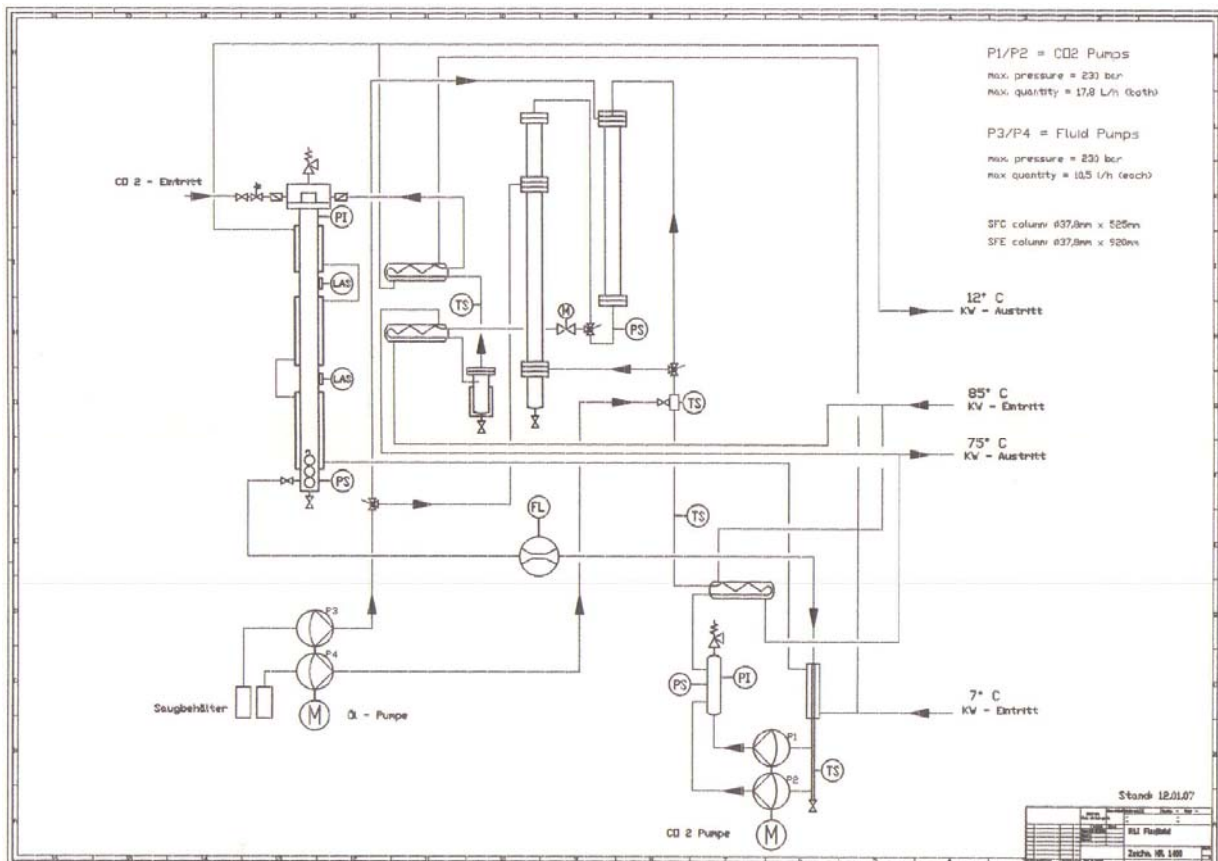 P1/P2 = CO2 Pumps
max. pressure = 230 bar
max. quantity = 17,8 L/h (both)
P3/P4 = Fluid Pumps
max. pressure = 230 bar
max quantity = 10,5 l/h (each)
SFC column ø37,8mm x 525mm
SFE column ø37,8mm x 920mm
CO 2 - Eintritt
PI
LAS
LAS
PS
TS
M
PS
TS
12° C
KW - Austritt
85° C
KW - Eintritt
75° C
KW - Austritt
FL
TS
P3
P4
M
Saugbehälter
Öl - Pumpe
PS
PI
7° C
KW - Eintritt
P1
P2
TS
M
CO 2 Pumpe
Stand: 12.01.07
R&I Fließbild